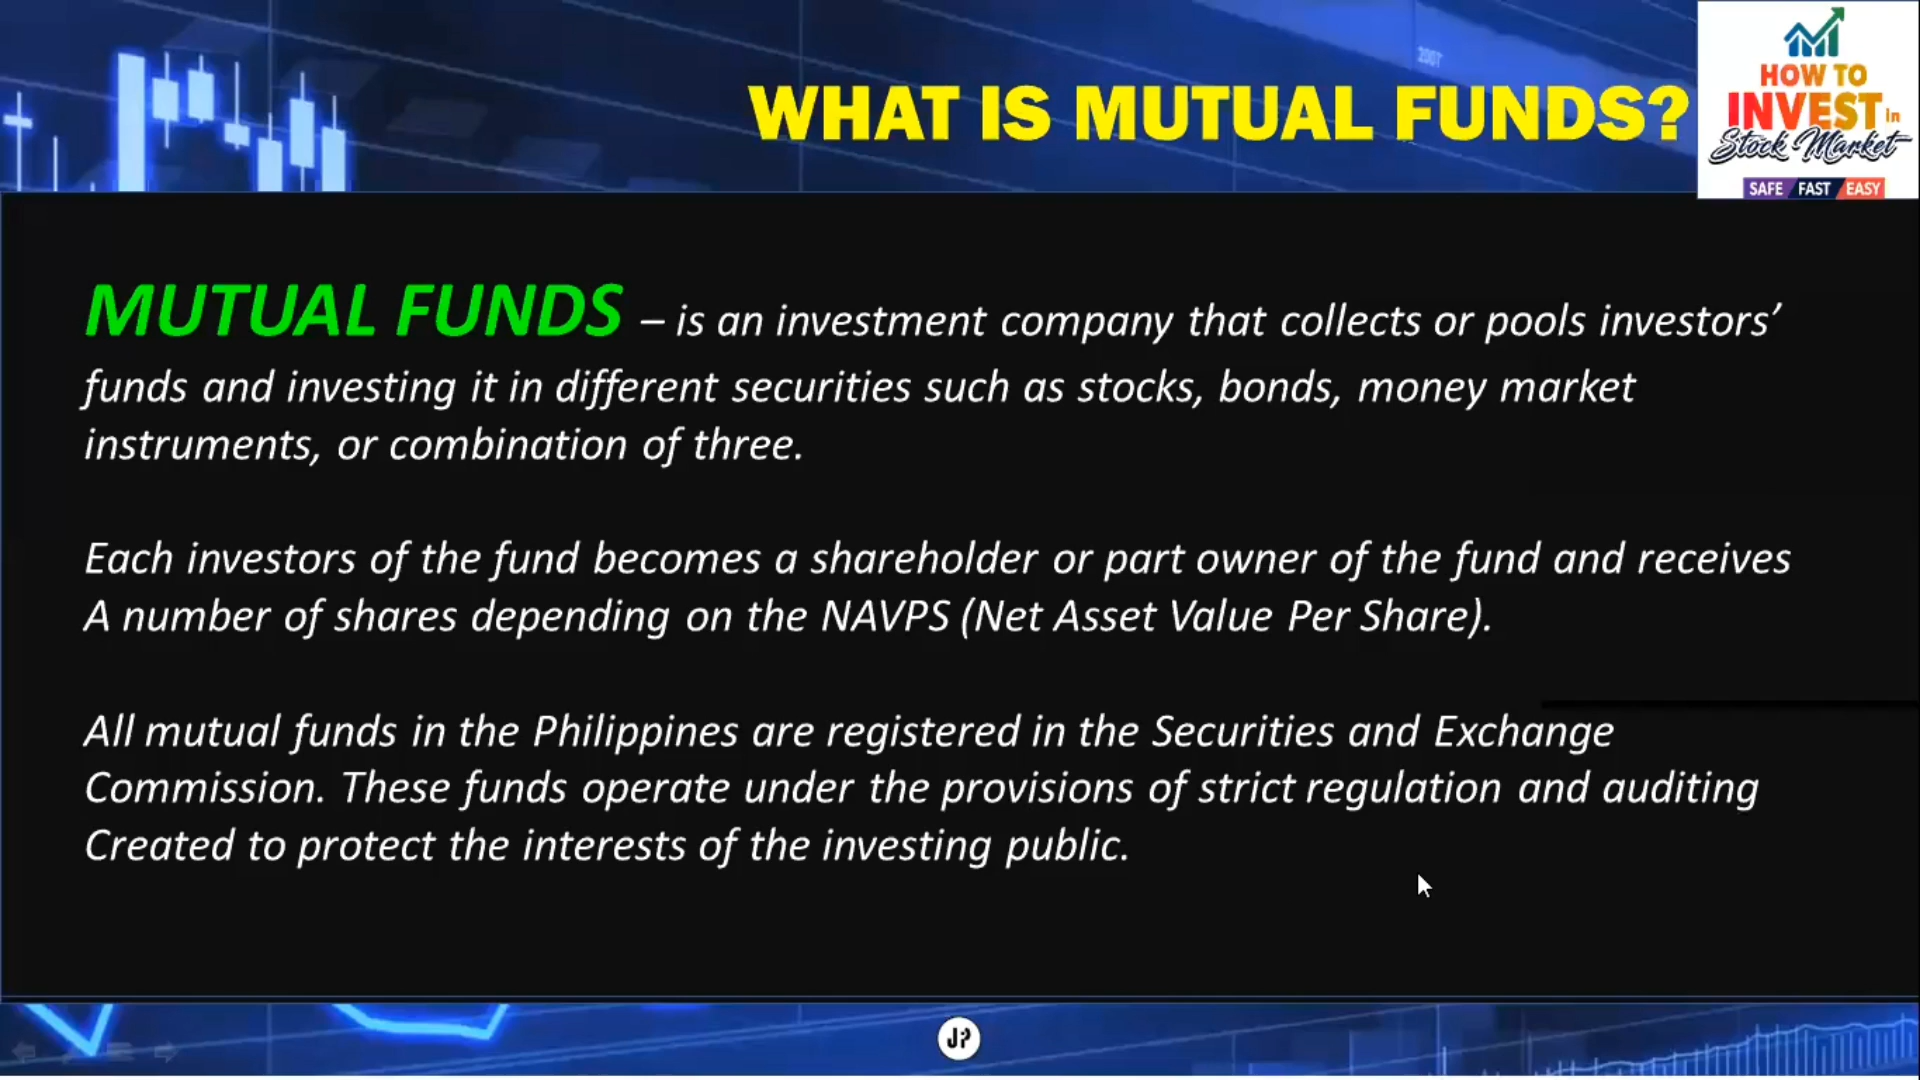 2007
WHAT IS MUTUAL FUNDS?
HOW TO
INVEST in
Stock Market
SAFE FAST EASY
MUTUAL FUNDS – is an investment company that collects or pools investors’
funds and investing it in different securities such as stocks, bonds, money market
instruments, or combination of three.
Each investors of the fund becomes a shareholder or part owner of the fund and receives
A number of shares depending on the NAVPS (Net Asset Value Per Share).
All mutual funds in the Philippines are registered in the Securities and Exchange
Commission. These funds operate under the provisions of strict regulation and auditing
Created to protect the interests of the investing public.